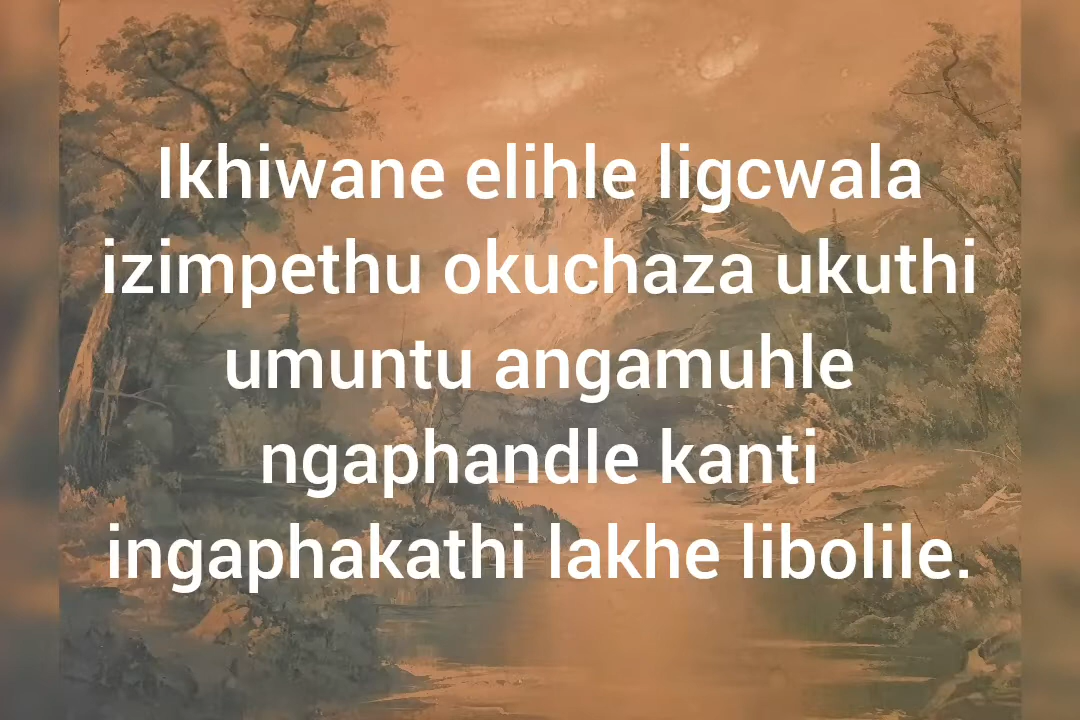 Ikhiwane elihle ligcwala
izimpethu okuchaza ukuthi
umuntu angamuhle
ngaphandle kanti
ingaphakathi lakhe libolile.